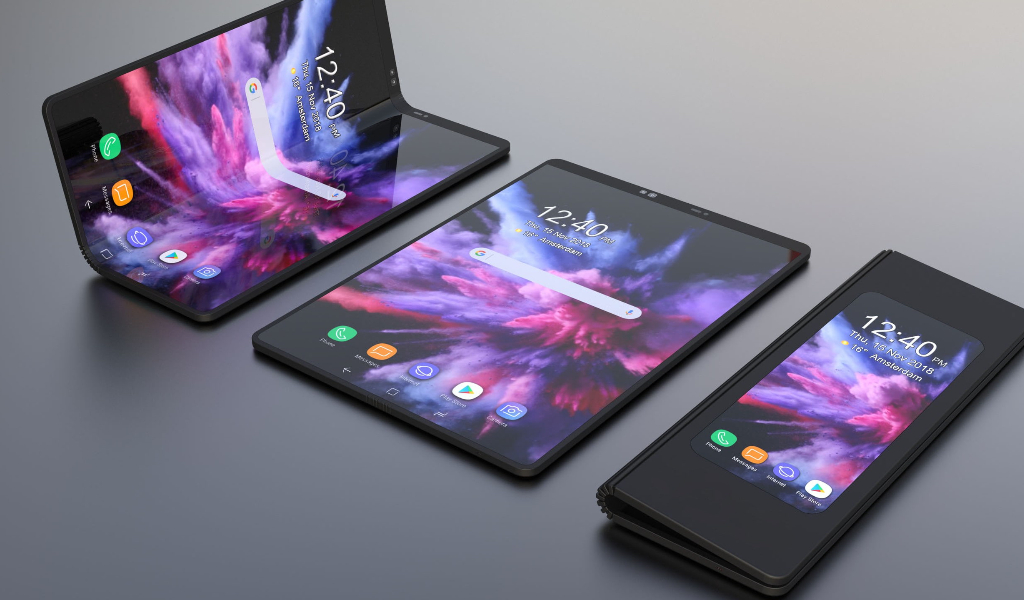 12:40 PM
Thu, 15 Nov 2018
16° Amsterdam
Phone
Messages
12:40 PM
Thu, 15 Nov 2018
16° Amsterdam
Phone
Messages
Play Store
Camera
12:40 PM
Thu, 15 Nov 2018
16° Amsterdam
Phone
Messages
Internet
Play Store